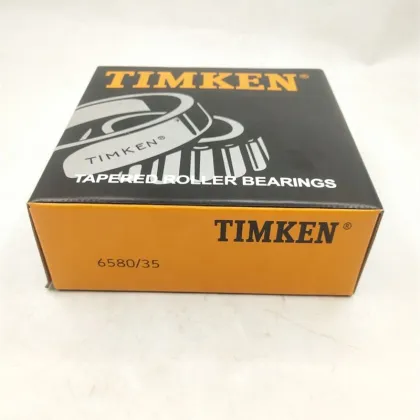 TIMKEN®
TIMKEN®
TAPERED ROLLER BEARINGS
TIMKEN®
6580/35